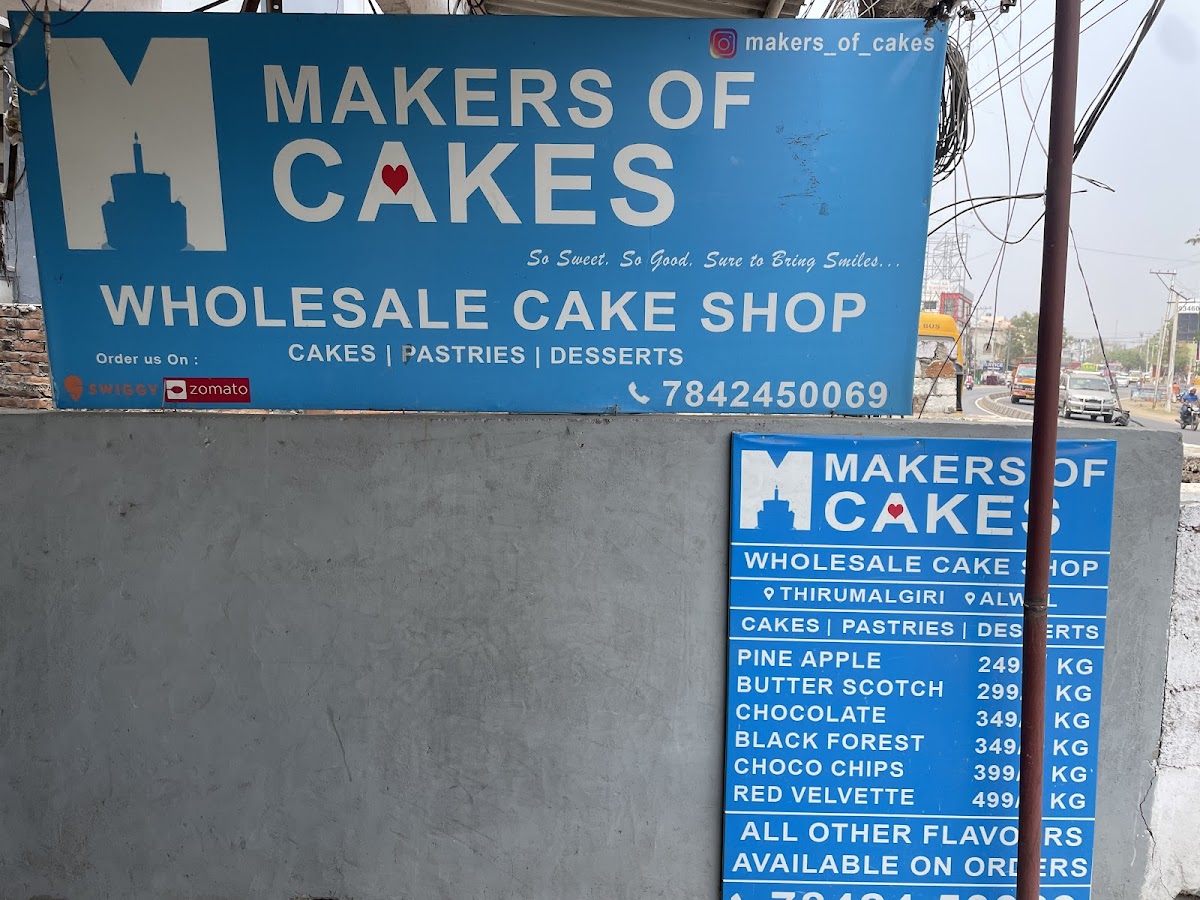 makers_of_cakes
MAKERS OF
CAKES
So Sweet, So Good, Sure to Bring Smiles...
WHOLESALE CAKE SHOP
CAKES | PASTRIES | DESSERTS
Order us On :
SWIGGY zomato
7842450069
BUS
MAKERS OF
CAKES
WHOLESALE CAKE SHOP
THIRUMALGIRI ALWAL
CAKES | PASTRIES | DESSERTS
PINE APPLE 249 KG
BUTTER SCOTCH 299/ KG
CHOCOLATE 349/ KG
BLACK FOREST 349/ KG
CHOCO CHIPS 399/ KG
RED VELVETTE 499/ KG
ALL OTHER FLAVOURS
AVAILABLE ON ORDERS